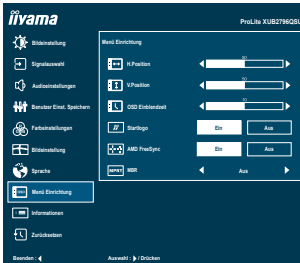 iiyama
ProLite XUB2796QSU
Bildeinstellung
Signalauswahl
Audioeinstellungen
Benutzer Einst. Speichern
Farbeinstellungen
Bildeinstellung
Sprache
Menü Einrichtung
Informationen
Zurücksetzen
Menü Einrichtung
H.Position
50
V.Position
50
OSD Einblendzeit
Startlogo
Ein
Aus
AMD FreeSync
Ein
Aus
MPRT
MBR
Aus
Beenden :
Auswahl : / Drücken